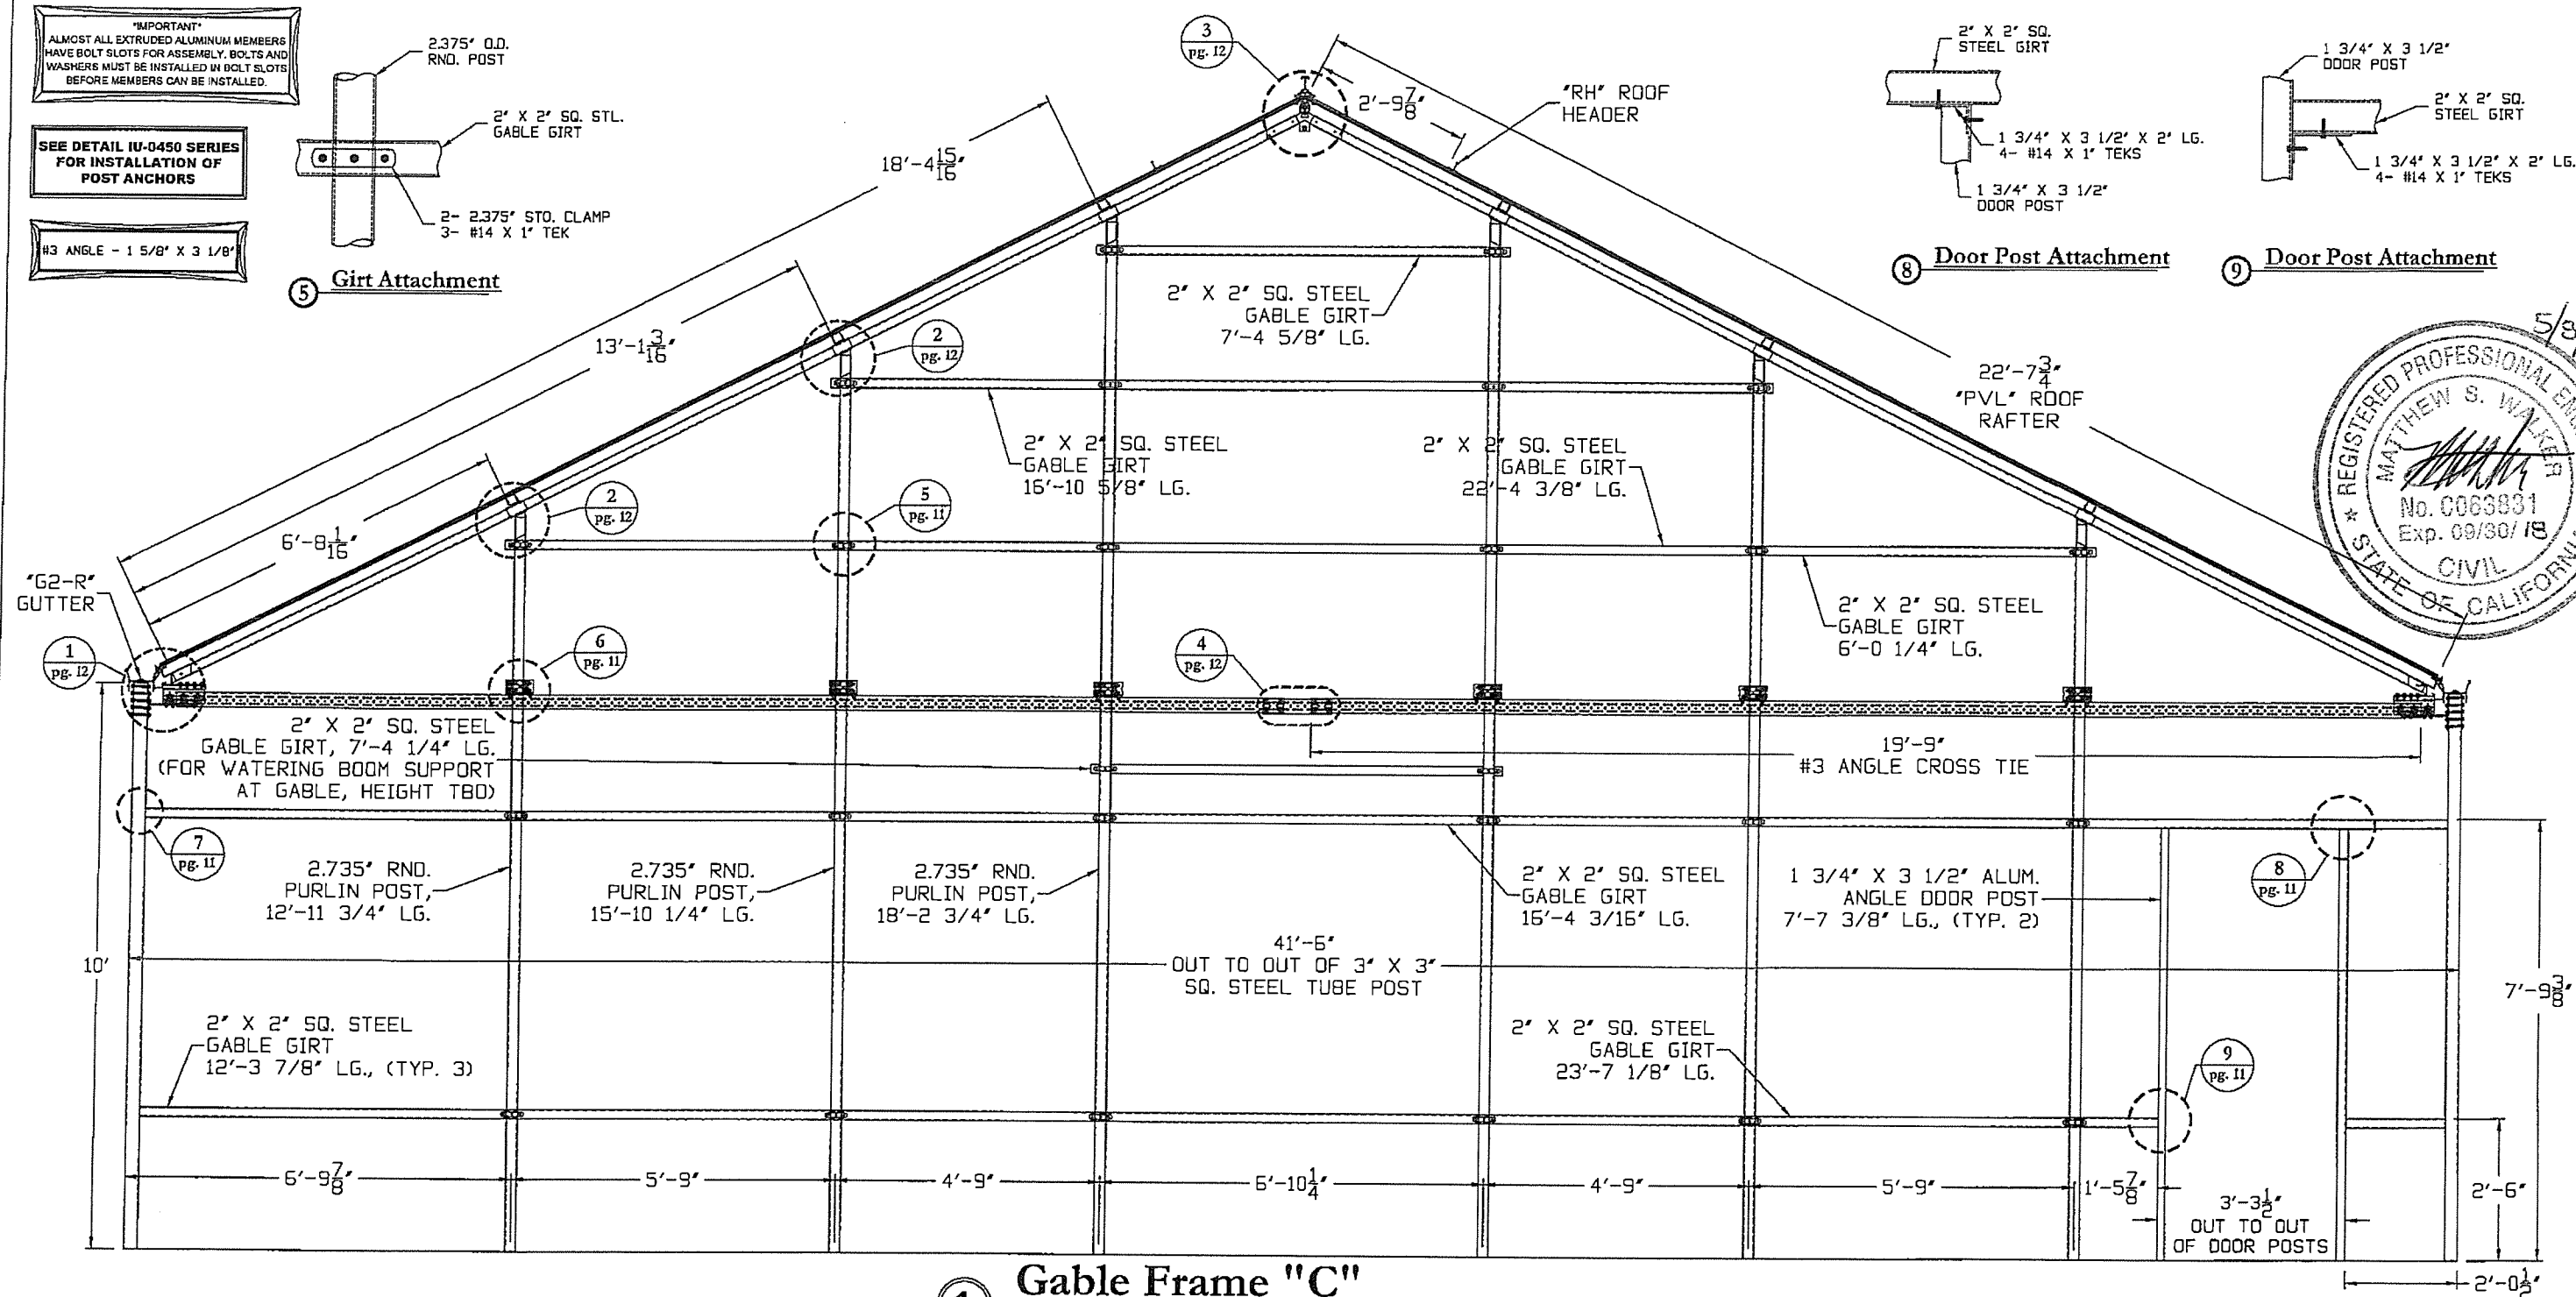 "IMPORTANT"
ALMOST ALL EXTRUDED ALUMINUM MEMBERS
HAVE BOLT SLOTS FOR ASSEMBLY. BOLTS AND
WASHERS MUST BE INSTALLED IN BOLT SLOTS
BEFORE MEMBERS CAN BE INSTALLED.
SEE DETAIL IU-0450 SERIES
FOR INSTALLATION OF
POST ANCHORS
#3 ANGLE - 1 5/8" X 3 1/8"
2.375" O.D.
RND. POST
2" X 2" SQ. STL.
GABLE GIRT
2- 2.375" STO. CLAMP
3- #14 X 1" TEK
5 Girt Attachment
3
pg. 12
2'-9 7/8"
"RH" ROOF
HEADER
2" X 2" SQ.
STEEL GIRT
1 3/4" X 3 1/2" X 2" LG.
4- #14 X 1" TEKS
1 3/4" X 3 1/2"
DOOR POST
8 Door Post Attachment
1 3/4" X 3 1/2"
DOOR POST
2" X 2" SQ.
STEEL GIRT
1 3/4" X 3 1/2" X 2" LG.
4- #14 X 1" TEKS
9 Door Post Attachment
18'-4 15/16"
13'-1 3/16"
6'-8 1/16"
2" X 2" SQ. STEEL
GABLE GIRT
7'-4 5/8" LG.
2
pg. 12
22'-7 3/4"
"PVL" ROOF
RAFTER
REGISTERED PROFESSIONAL
MATTHEW S. WALKER
No. C063831
Exp. 09/30/18
CIVIL
STATE OF CALIFORNIA
2" X 2" SQ. STEEL
GABLE GIRT
16'-10 5/8" LG.
2" X 2" SQ. STEEL
GABLE GIRT
22'-4 3/8" LG.
2
pg. 12
5
pg. 11
"G2-R"
GUTTER
1
pg. 12
6
pg. 11
4
pg. 12
2" X 2" SQ. STEEL
GABLE GIRT
6'-0 1/4" LG.
2" X 2" SQ. STEEL
GABLE GIRT, 7'-4 1/4" LG.
(FOR WATERING BOOM SUPPORT
AT GABLE, HEIGHT TBD)
19'-9"
#3 ANGLE CROSS TIE
7
pg. 11
2.735" RND.
PURLIN POST,
12'-11 3/4" LG.
2.735" RND.
PURLIN POST,
15'-10 1/4" LG.
2.735" RND.
PURLIN POST,
18'-2 3/4" LG.
2" X 2" SQ. STEEL
GABLE GIRT
16'-4 3/16" LG.
1 3/4" X 3 1/2" ALUM.
ANGLE DOOR POST
7'-7 3/8" LG., (TYP. 2)
8
pg. 11
10'
41'-6"
OUT TO OUT OF 3" X 3"
SQ. STEEL TUBE POST
7'-9 3/8"
2" X 2" SQ. STEEL
GABLE GIRT
12'-3 7/8" LG., (TYP. 3)
2" X 2" SQ. STEEL
GABLE GIRT
23'-7 1/8" LG.
9
pg. 11
6'-9 7/8"
5'-9"
4'-9"
6'-10 1/4"
4'-9"
5'-9"
1'-5 7/8"
3'-3 1/2"
OUT TO OUT
OF DOOR POSTS
2'-6"
2'-0 1/2"
Gable Frame "C"